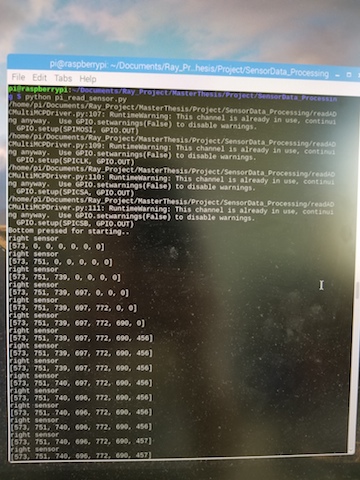 pi@raspberrypi: ~/Documents/Ray_Pr...hesis/Project/SensorData_Processing
File Edit Tabs Help
pi@raspberrypi:~/Documents/Ray_Project/MasterThesis/Project/SensorData_Processin
g $ python pi_read_sensor.py
/home/pi/Documents/Ray_Project/MasterThesis/Project/SensorData_Processing/readAD
CMultiMCPDriver.py:107: RuntimeWarning: This channel is already in use, continui
ng anyway. Use GPIO.setwarnings(False) to disable warnings.
GPIO.setup(SPIMOSI, GPIO.OUT)
/home/pi/Documents/Ray_Project/MasterThesis/Project/SensorData_Processing/readAD
CMultiMCPDriver.py:109: RuntimeWarning: This channel is already in use, continui
ng anyway. Use GPIO.setwarnings(False) to disable warnings.
GPIO.setup(SPICLK, GPIO.OUT)
/home/pi/Documents/Ray_Project/MasterThesis/Project/SensorData_Processing/readAD
CMultiMCPDriver.py:110: RuntimeWarning: This channel is already in use, continui
ng anyway. Use GPIO.setwarnings(False) to disable warnings.
GPIO.setup(SPICSA, GPIO.OUT)
/home/pi/Documents/Ray_Project/MasterThesis/Project/SensorData_Processing/readAD
CMultiMCPDriver.py:111: RuntimeWarning: This channel is already in use, continui
ng anyway. Use GPIO.setwarnings(False) to disable warnings.
GPIO.setup(SPICSB, GPIO.OUT)
Bottom pressed for starting..
right sensor
[573, 0, 0, 0, 0, 0, 0]
right sensor
[573, 751, 0, 0, 0, 0, 0]
right sensor
[573, 751, 739, 0, 0, 0, 0]
right sensor
[573, 751, 739, 697, 0, 0, 0]
right sensor
[573, 751, 739, 697, 772, 0, 0]
right sensor
[573, 751, 739, 697, 772, 690, 0]
right sensor
[573, 751, 739, 697, 772, 690, 456]
right sensor
[573, 751, 739, 697, 772, 690, 456]
right sensor
[573, 751, 739, 697, 772, 690, 456]
right sensor
[573, 751, 740, 697, 772, 690, 456]
right sensor
[573, 751, 740, 696, 772, 690, 456]
right sensor
[573, 751, 740, 696, 772, 690, 456]
right sensor
[573, 751, 740, 696, 772, 690, 456]
right sensor
[573, 751, 740, 696, 772, 690, 457]
right sensor
[573, 751, 740, 696, 772, 690, 457]